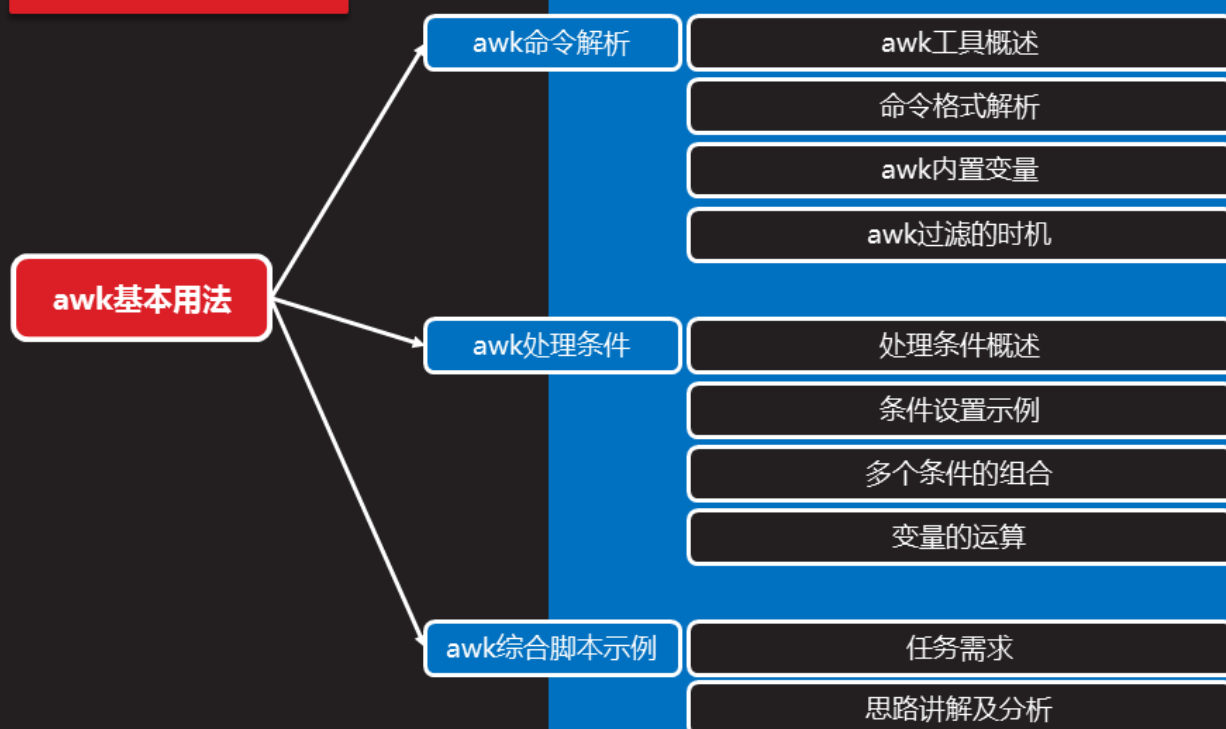 awk基本用法
awk命令解析
awk工具概述
命令格式解析
awk内置变量
awk过滤的时机
awk处理条件
处理条件概述
条件设置示例
多个条件的组合
变量的运算
awk综合脚本示例
任务需求
思路讲解及分析